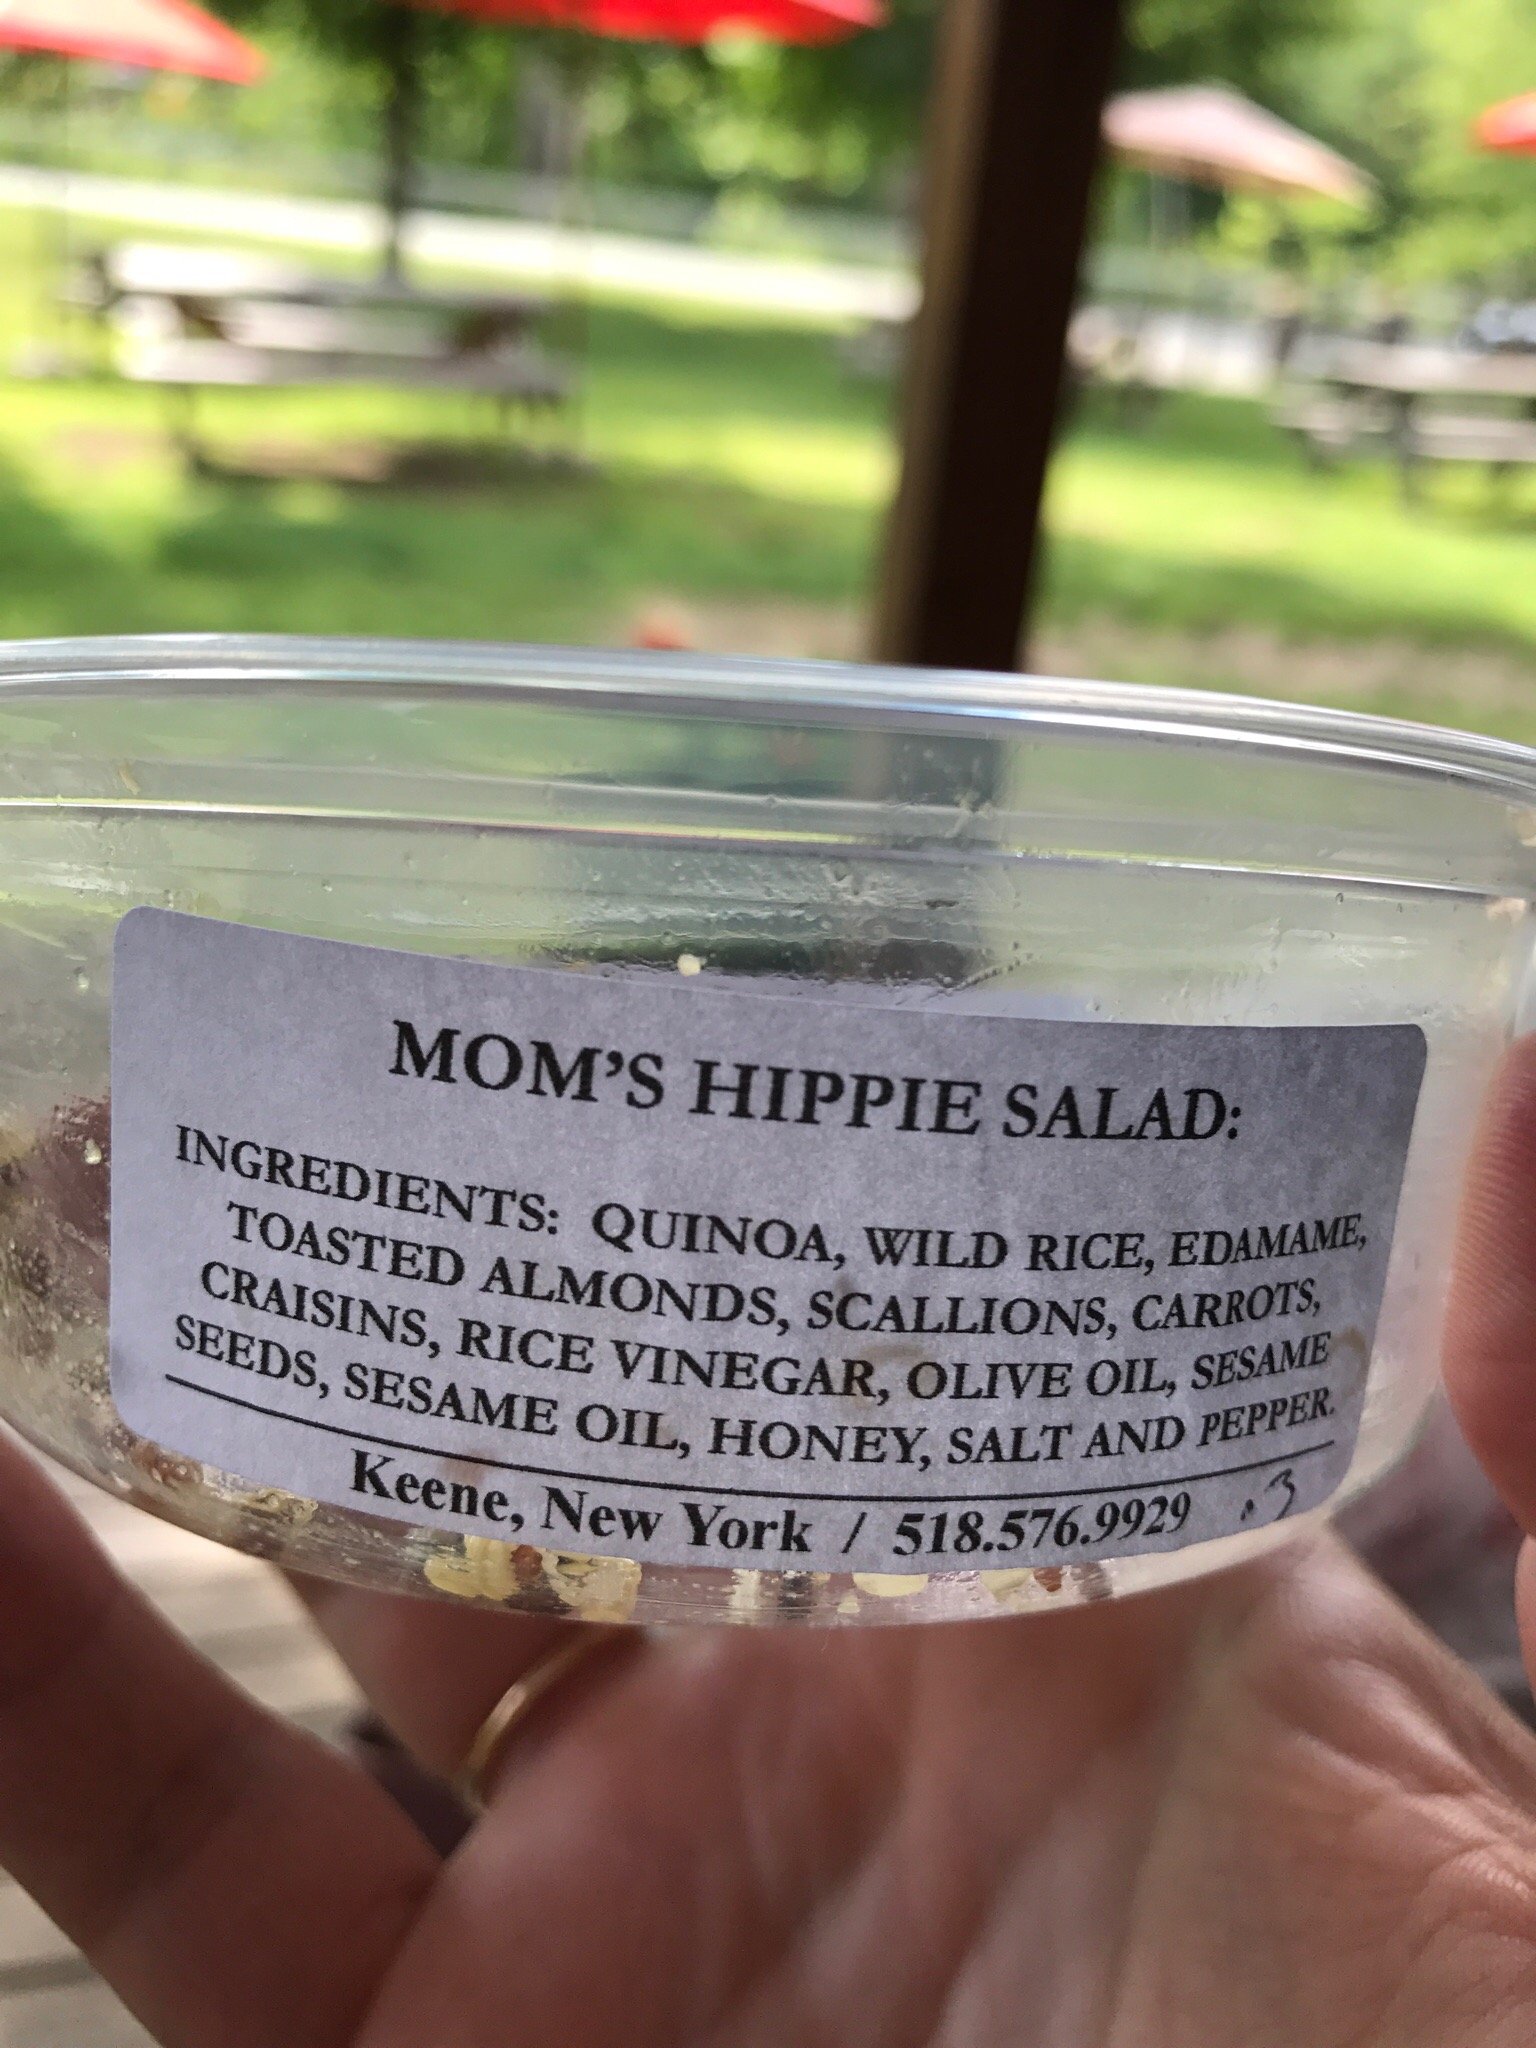 MOM'S HIPPIE SALAD:
INGREDIENTS: QUINOA, WILD RICE, EDAMAME,
TOASTED ALMONDS, SCALLIONS, CARROTS,
CRAISINS, RICE VINEGAR, OLIVE OIL, SESAME
SEEDS, SESAME OIL, HONEY, SALT AND PEPPER.
Keene, New York / 518.576.9929 .3